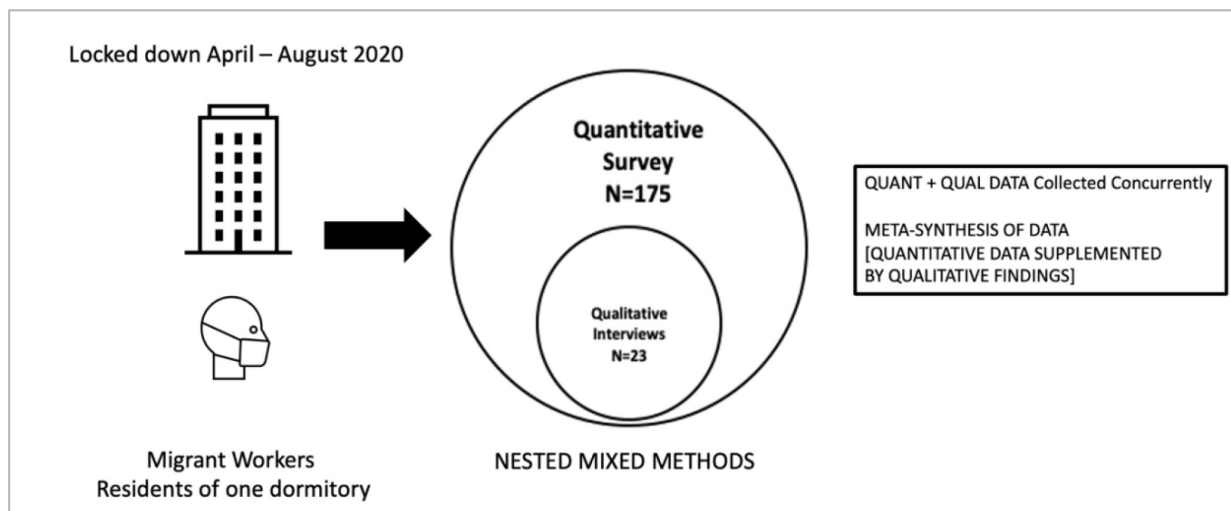 Locked down April – August 2020
Quantitative
Survey
N=175
Qualitative
Interviews
N=23
QUANT + QUAL DATA Collected Concurrently
META-SYNTHESIS OF DATA
[QUANTITATIVE DATA SUPPLEMENTED
BY QUALITATIVE FINDINGS]
Migrant Workers
Residents of one dormitory
NESTED MIXED METHODS